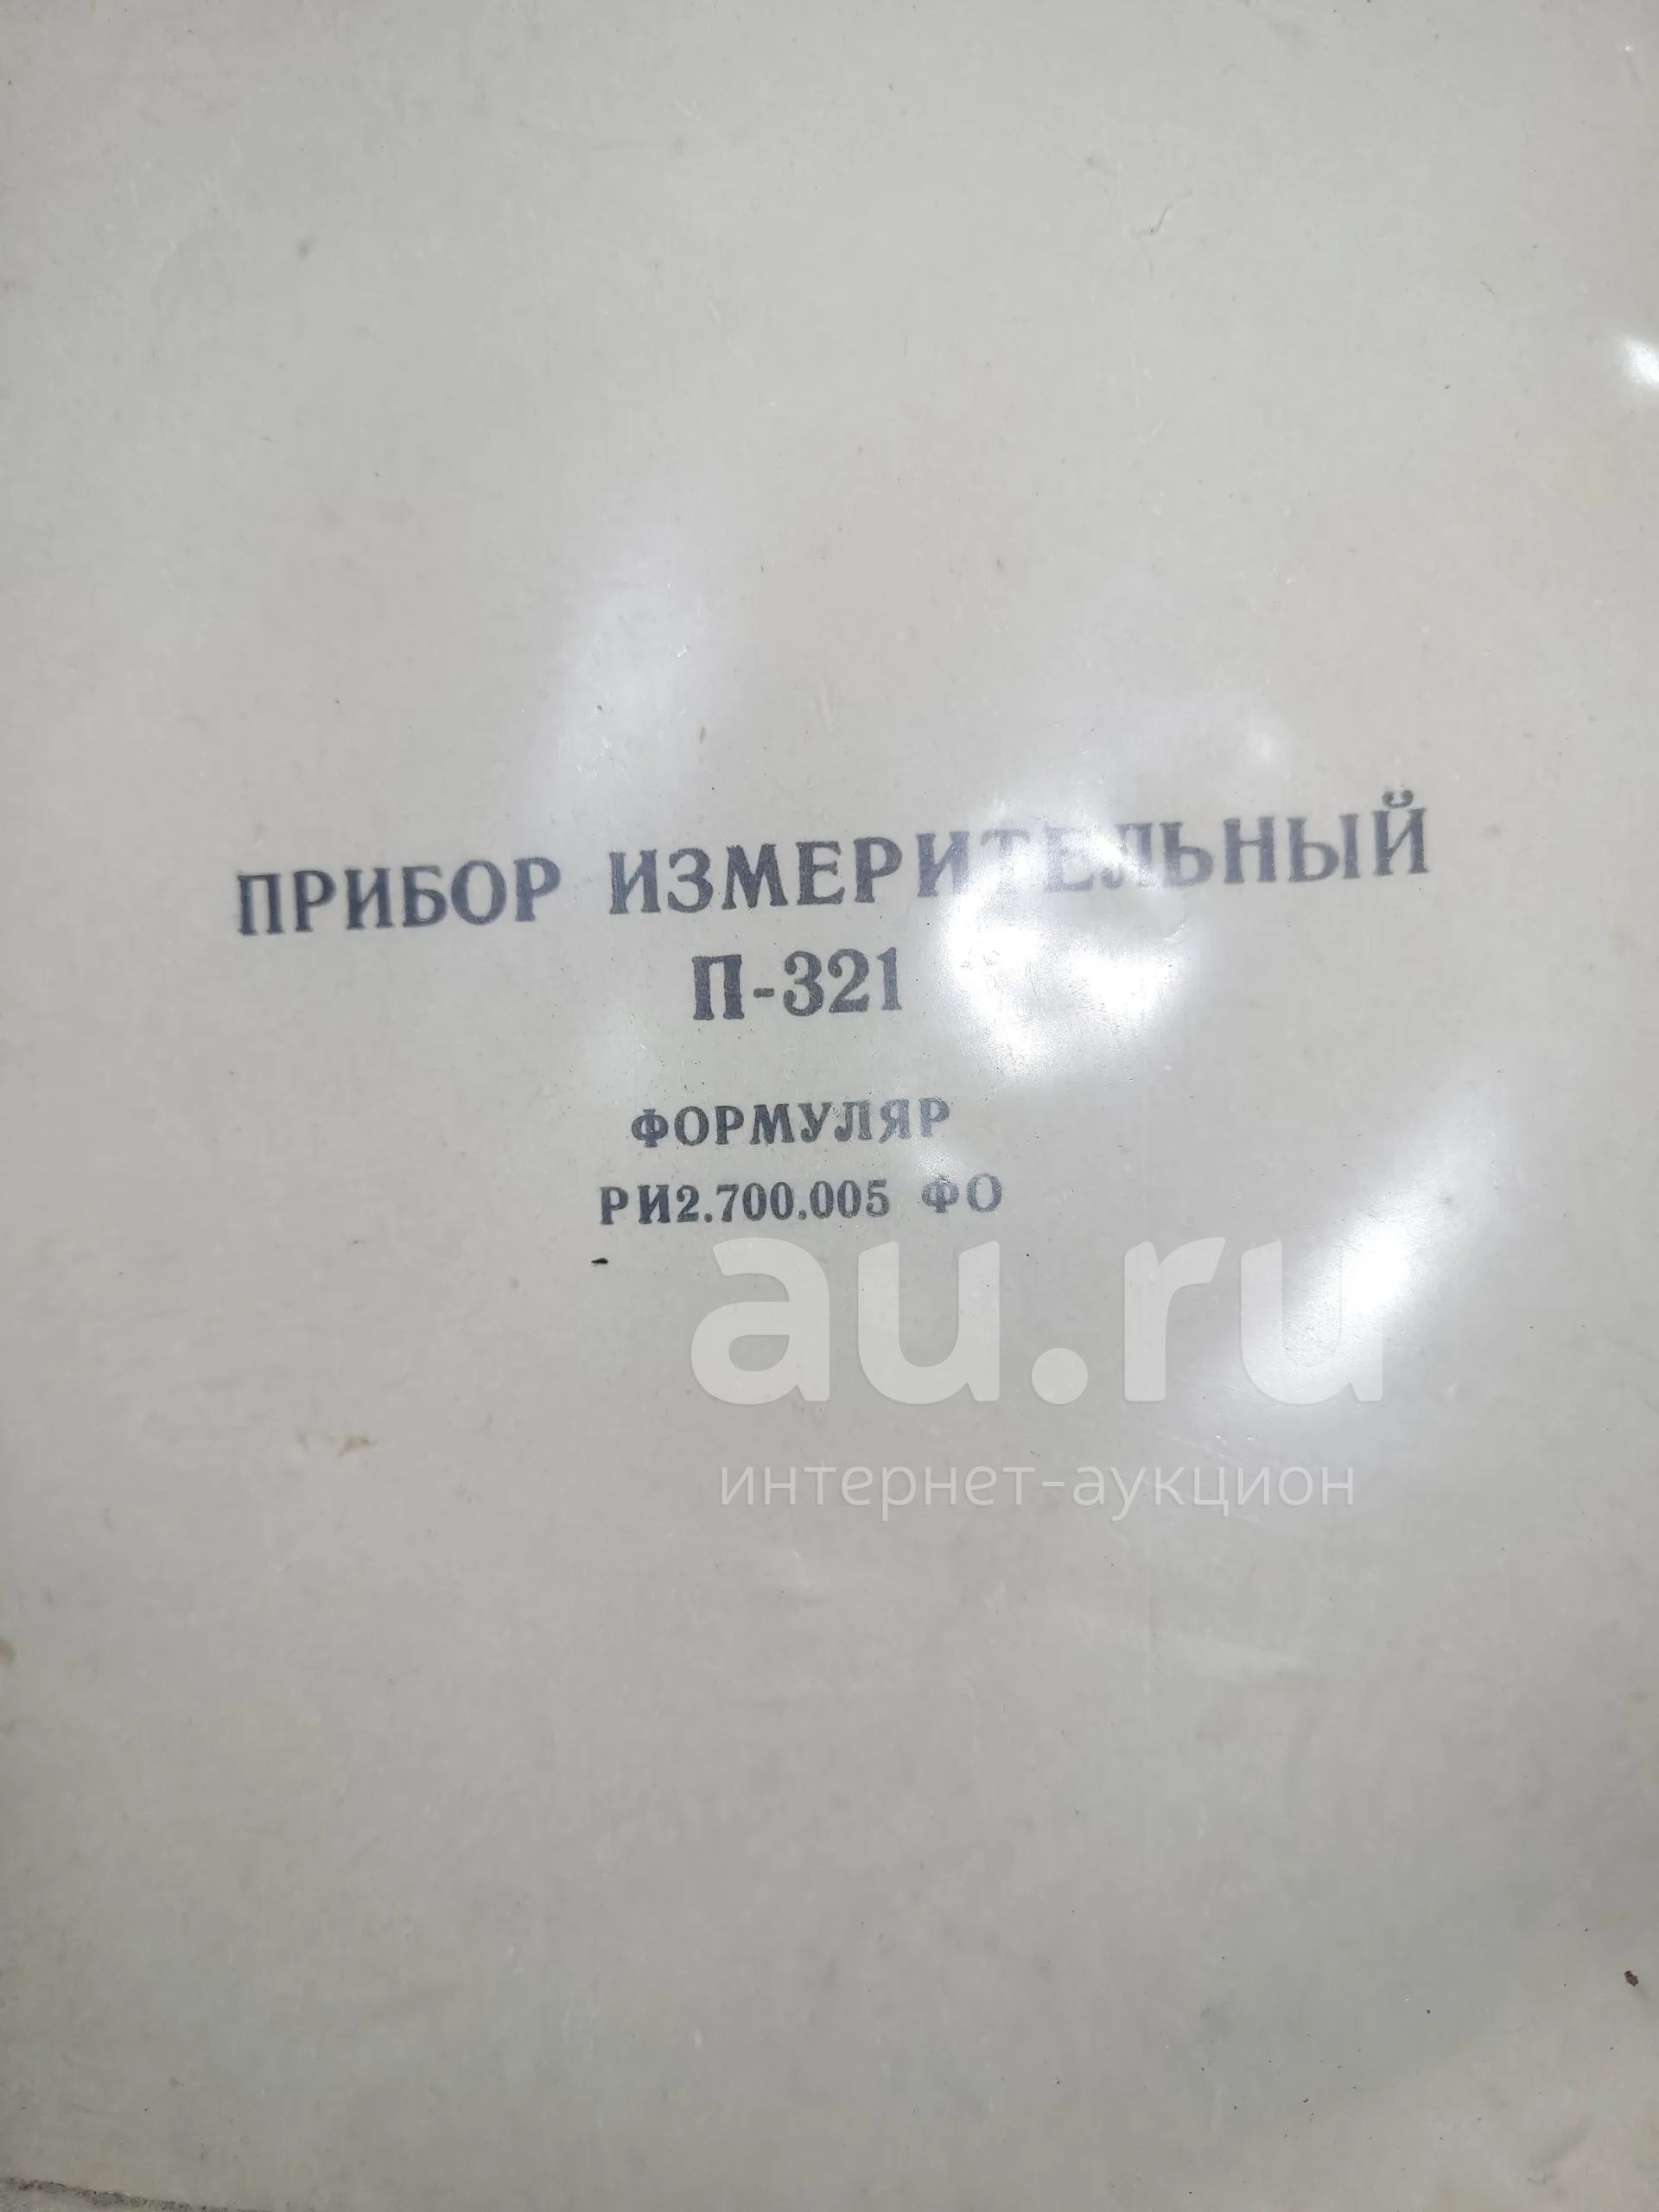 ПРИБОР ИЗМЕРИТЕЛЬНЫЙ
П-321
ФОРМУЛЯР
РИ2.700.005 ФО
au.ru
интернет-аукцион